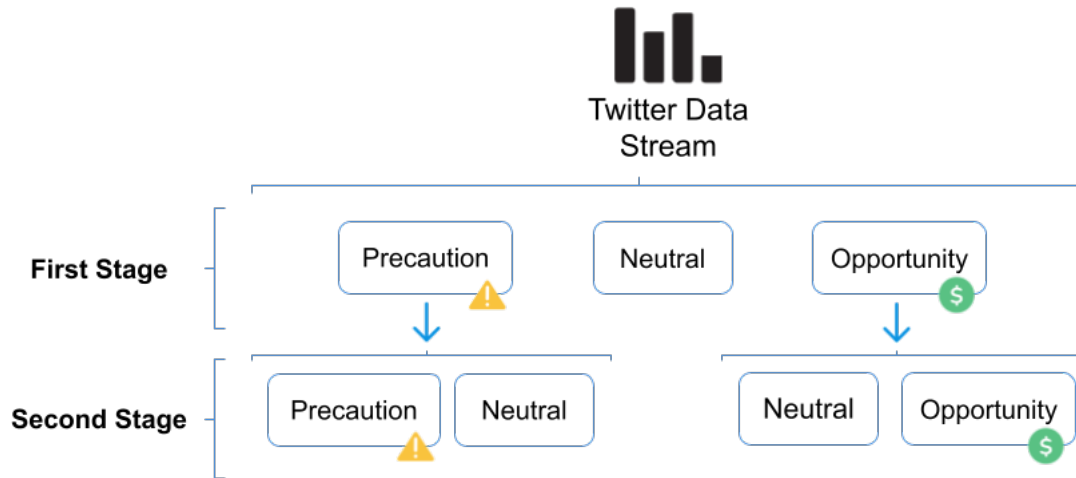 Twitter Data
Stream
First Stage
Precaution
Neutral
Opportunity
$
Second Stage
Precaution
Neutral
Neutral
Opportunity
$